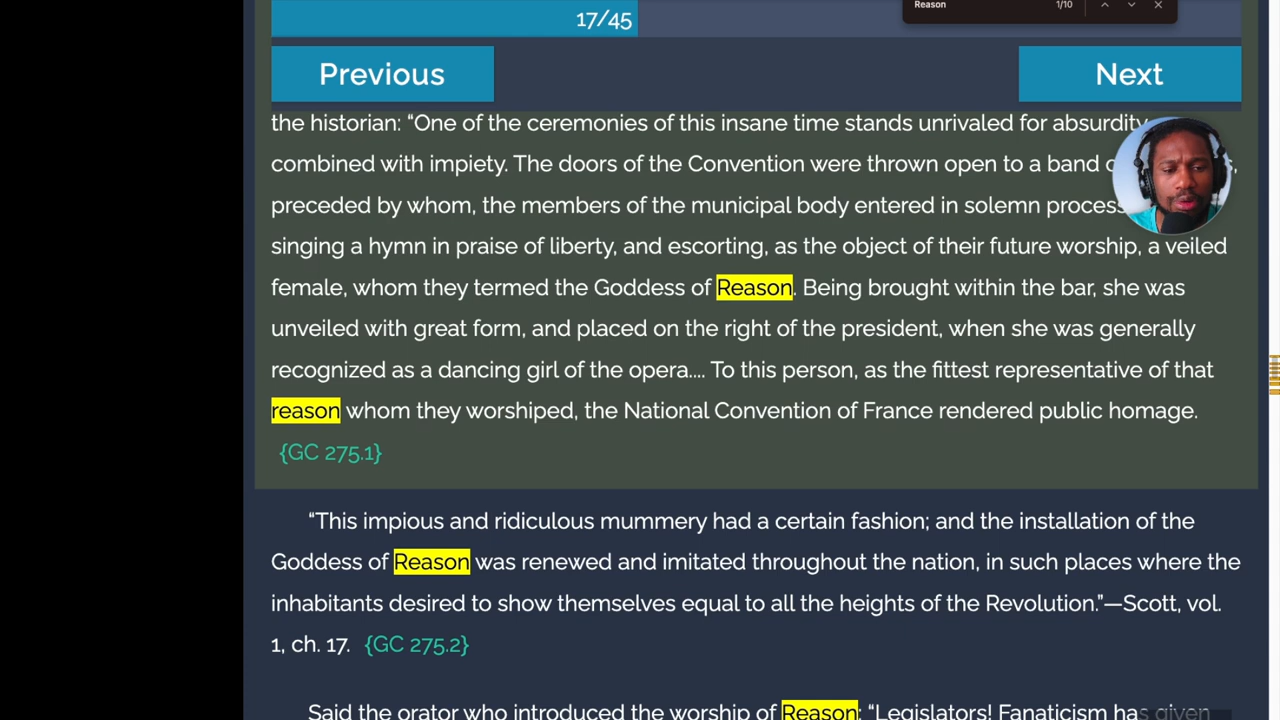 Reason 1/10
17/45
Previous Next
the historian: “One of the ceremonies of this insane time stands unrivaled for absurdity
combined with impiety. The doors of the Convention were thrown open to a band
preceded by whom, the members of the municipal body entered in solemn
singing a hymn in praise of liberty, and escorting, as the object of their future worship, a veiled
female, whom they termed the Goddess of Reason. Being brought within the bar, she was
unveiled with great form, and placed on the right of the president, when she was generally
recognized as a dancing girl of the opera.... To this person, as the fittest representative of that
reason whom they worshiped, the National Convention of France rendered public homage.
{GC 275.1}
“This impious and ridiculous mummery had a certain fashion; and the installation of the
Goddess of Reason was renewed and imitated throughout the nation, in such places where the
inhabitants desired to show themselves equal to all the heights of the Revolution.”—Scott, vol.
1, ch. 17. {GC 275.2}
Said the orator who introduced the worship of Reason: “Legislators! Fanaticism has given